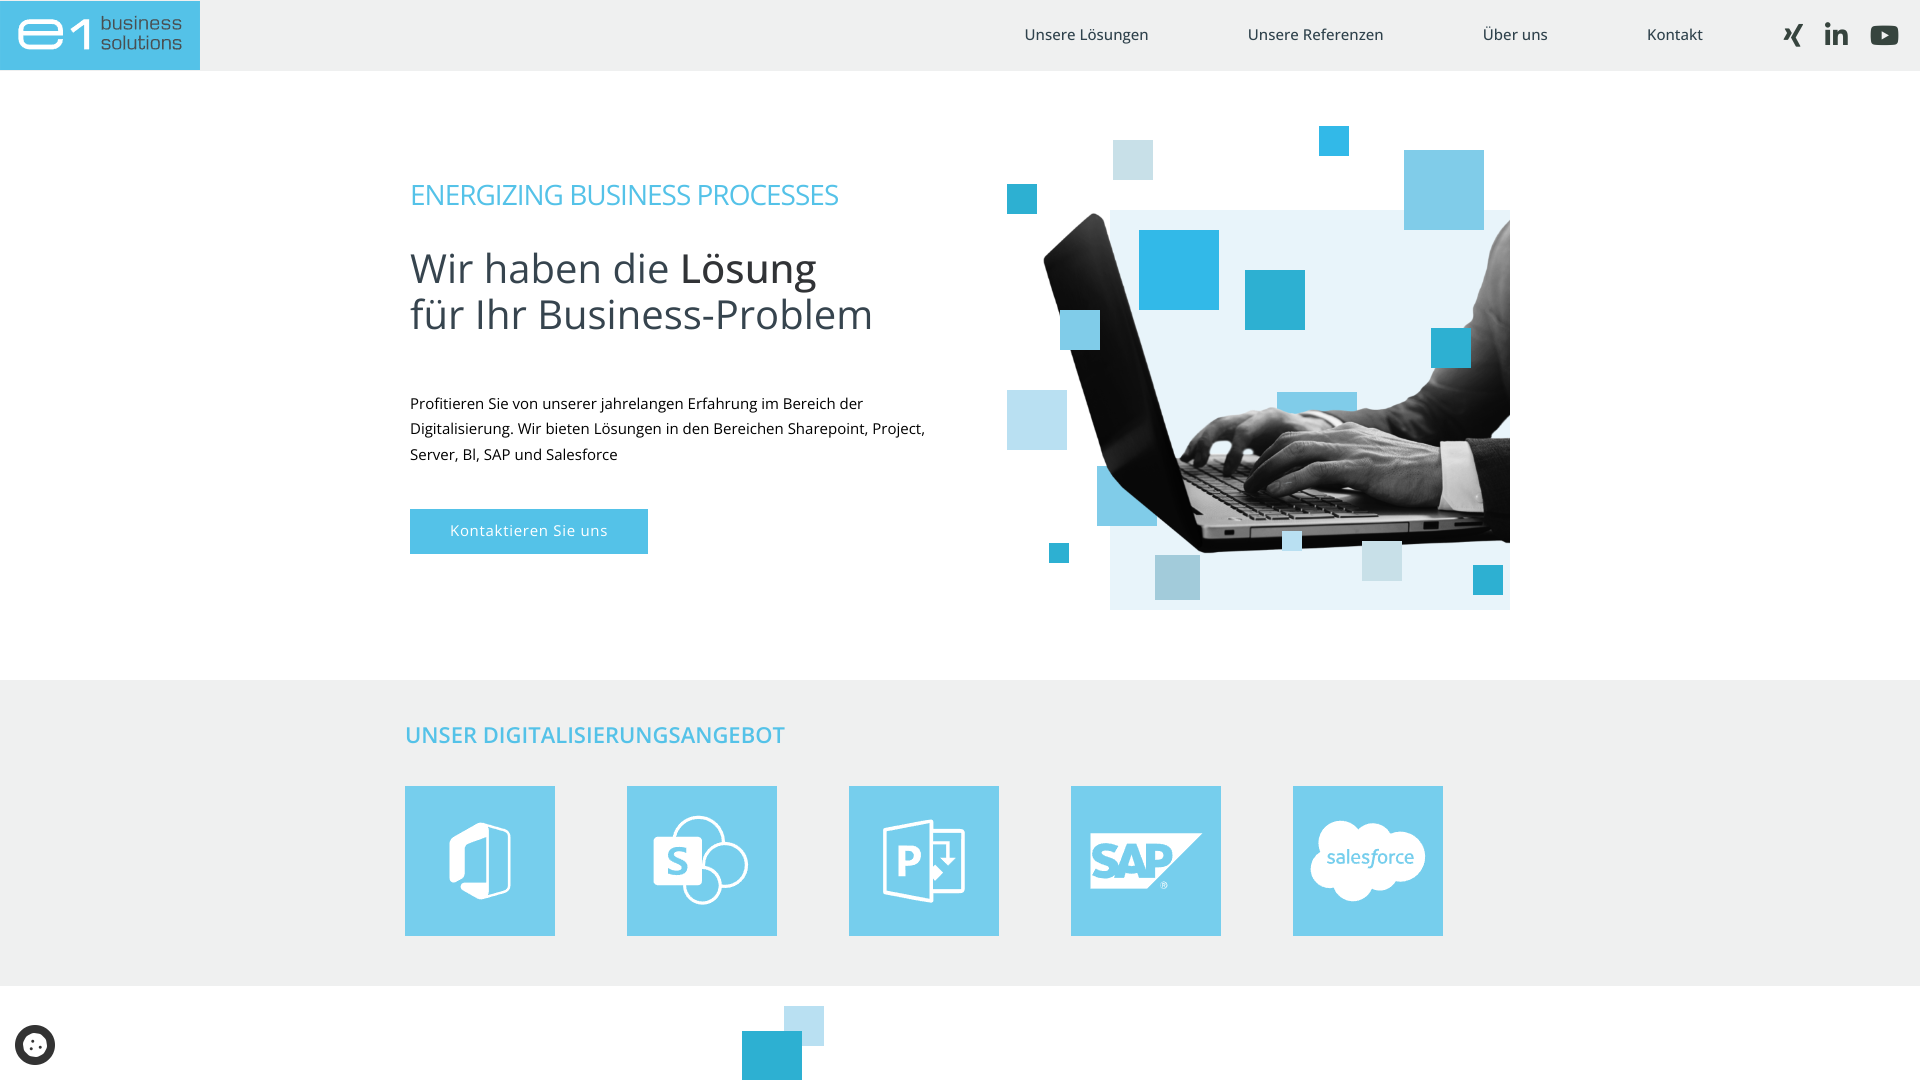 e1 business
solutions
Unsere Lösungen
Unsere Referenzen
Über uns
Kontakt
in
ENERGIZING BUSINESS PROCESSES
Wir haben die Lösung
für Ihr Business-Problem
Profitieren Sie von unserer jahrelangen Erfahrung im Bereich der
Digitalisierung. Wir bieten Lösungen in den Bereichen Sharepoint, Project,
Server, BI, SAP und Salesforce
Kontaktieren Sie uns
UNSER DIGITALISIERUNGSANGEBOT
S
P
SAP®
salesforce